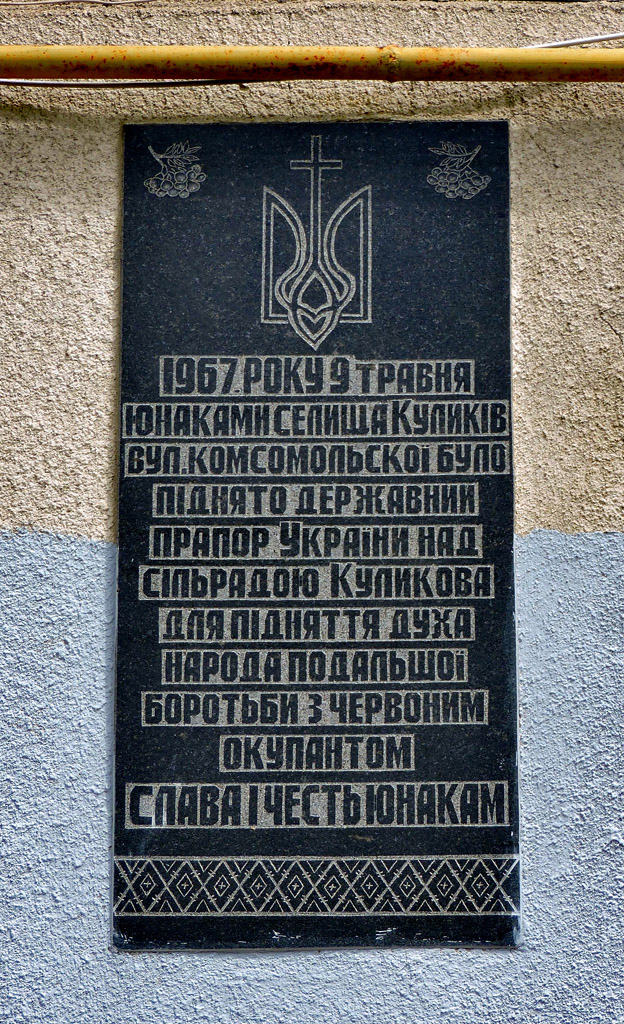 1967 РОКУ 9 ТРАВНЯ
ЮНАКАМИ СЕЛИЩА КУЛИКІВ
ВУЛ. КОМСОМОЛЬСКОЇ БУЛО
ПІДНЯТО ДЕРЖАВНИЙ
ПРАПОР УКРАЇНИ НАД
СІЛЬРАДОЮ КУЛИКОВА
ДЛЯ ПІДНЯТТЯ ДУХА
НАРОДА ПОДАЛЬШОЇ
БОРОТЬБИ З ЧЕРВОНИМ
ОКУПАНТОМ
СЛАВА І ЧЕСТЬ ЮНАКАМ